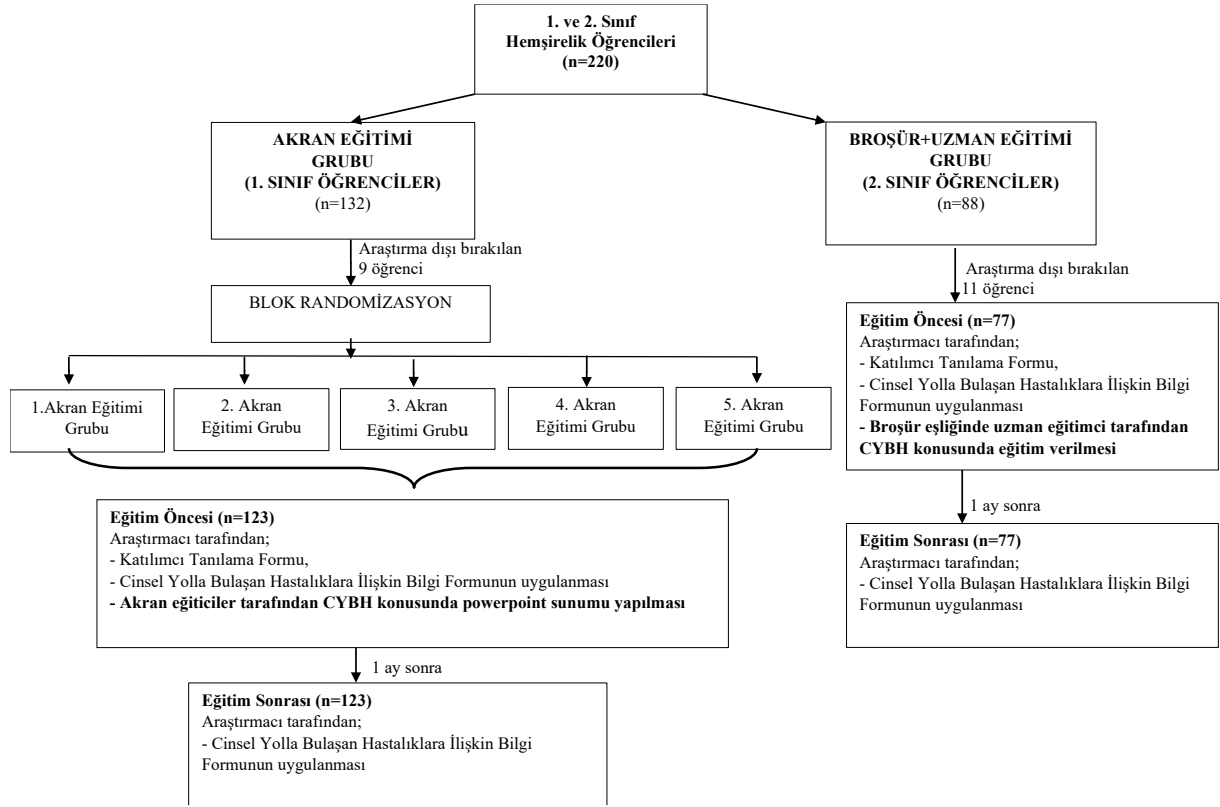 1. ve 2. Sınıf
Hemşirelik Öğrencileri
(n=220)
AKRAN EĞİTİMİ
GRUBU
(1. SINIF ÖĞRENCİLER)
(n=132)
BROŞÜR+UZMAN EĞİTİMİ
GRUBU
(2. SINIF ÖĞRENCİLER)
(n=88)
Araştırma dışı bırakılan
9 öğrenci
Araştırma dışı bırakılan
11 öğrenci
BLOK RANDOMİZASYON
1.Akran Eğitimi
Grubu
2. Akran
Eğitimi Grubu
3. Akran
Eğitimi Grubu
4. Akran
Eğitimi Grubu
5. Akran
Eğitimi Grubu
Eğitim Öncesi (n=77)
Araştırmacı tarafından;
- Katılımcı Tanılama Formu,
- Cinsel Yolla Bulaşan Hastalıklara İlişkin Bilgi
Formunun uygulanması
- Broşür eşliğinde uzman eğitimci tarafından
CYBH konusunda eğitim verilmesi
Eğitim Öncesi (n=123)
Araştırmacı tarafından;
- Katılımcı Tanılama Formu,
- Cinsel Yolla Bulaşan Hastalıklara İlişkin Bilgi Formunun uygulanması
- Akran eğiticiler tarafından CYBH konusunda powerpoint sunumu yapılması
1 ay sonra
Eğitim Sonrası (n=77)
Araştırmacı tarafından;
- Cinsel Yolla Bulaşan Hastalıklara İlişkin Bilgi
Formunun uygulanması
1 ay sonra
Eğitim Sonrası (n=123)
Araştırmacı tarafından;
- Cinsel Yolla Bulaşan Hastalıklara İlişkin Bilgi
Formunun uygulanması